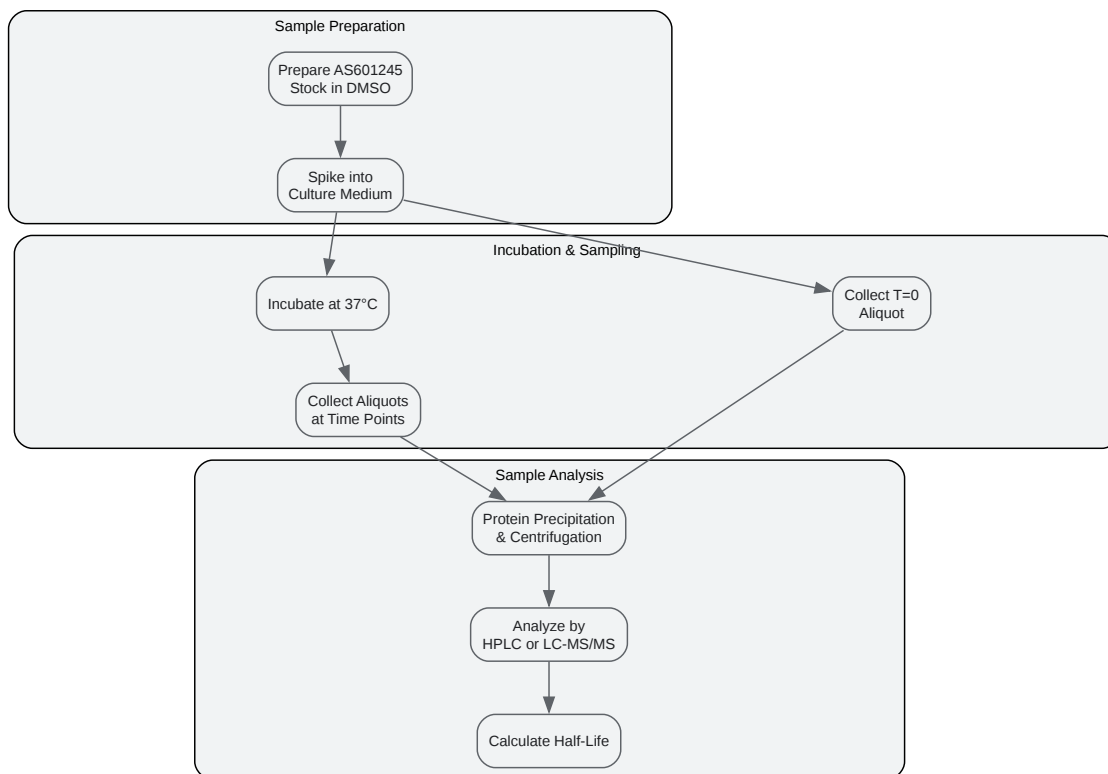 Sample Preparation
Prepare AS601245
Stock in DMSO
Spike into
Culture Medium
Incubation & Sampling
Incubate at 37°C
Collect T=0
Aliquot
Collect Aliquots
at Time Points
Sample Analysis
Protein Precipitation
& Centrifugation
Analyze by
HPLC or LC-MS/MS
Calculate Half-Life